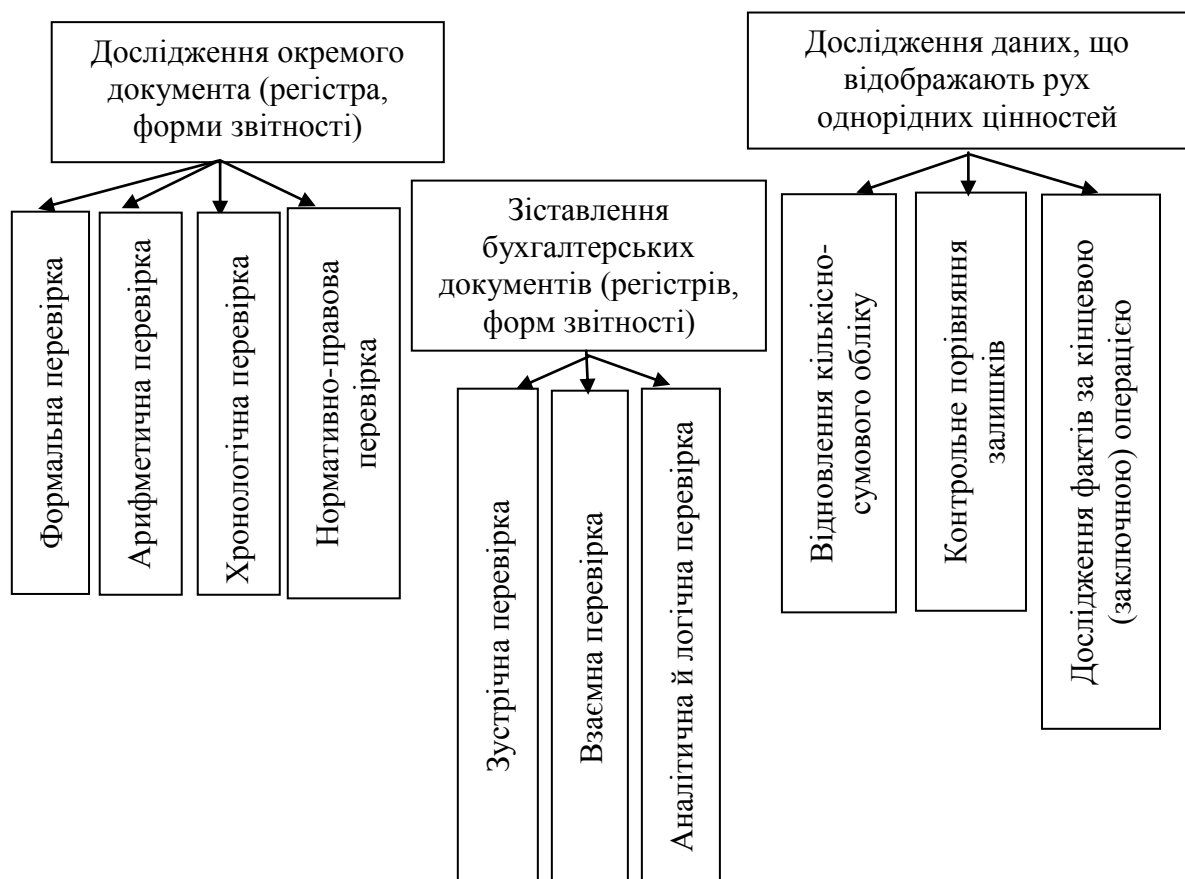 Дослідження окремого
документа (регістра,
форми звітності)
Формальна перевірка
Арифметична перевірка
Хронологічна перевірка
Нормативно-правова
перевірка
Зіставлення
бухгалтерських
документів (регістрів,
форм звітності)
Зустрічна перевірка
Взаємна перевірка
Аналітична й логічна перевірка
Дослідження даних, що
відображають рух
однорідних цінностей
Відновлення кількісно-
сумового обліку
Контрольне порівняння
залишків
Дослідження фактів за кінцевою
(заключною) операцією